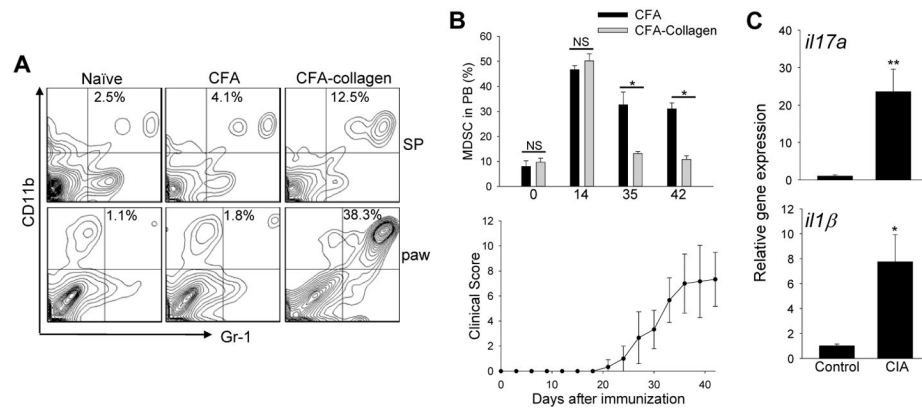 A
Naïve
CFA
CFA-collagen
2.5%
4.1%
12.5%
SP
1.1%
1.8%
38.3%
paw
CD11b
Gr-1
B
CFA
CFA-Collagen
MDSC in PB (%)
60
50
40
30
20
10
0
NS
NS
*
*
0
14
35
42
Clinical Score
12
10
8
6
4
2
0
0
10
20
30
40
Days after immunization
C
il17a
**
40
30
20
10
0
Relative gene expression
il1β
*
10
8
6
4
2
0
Control
CIA